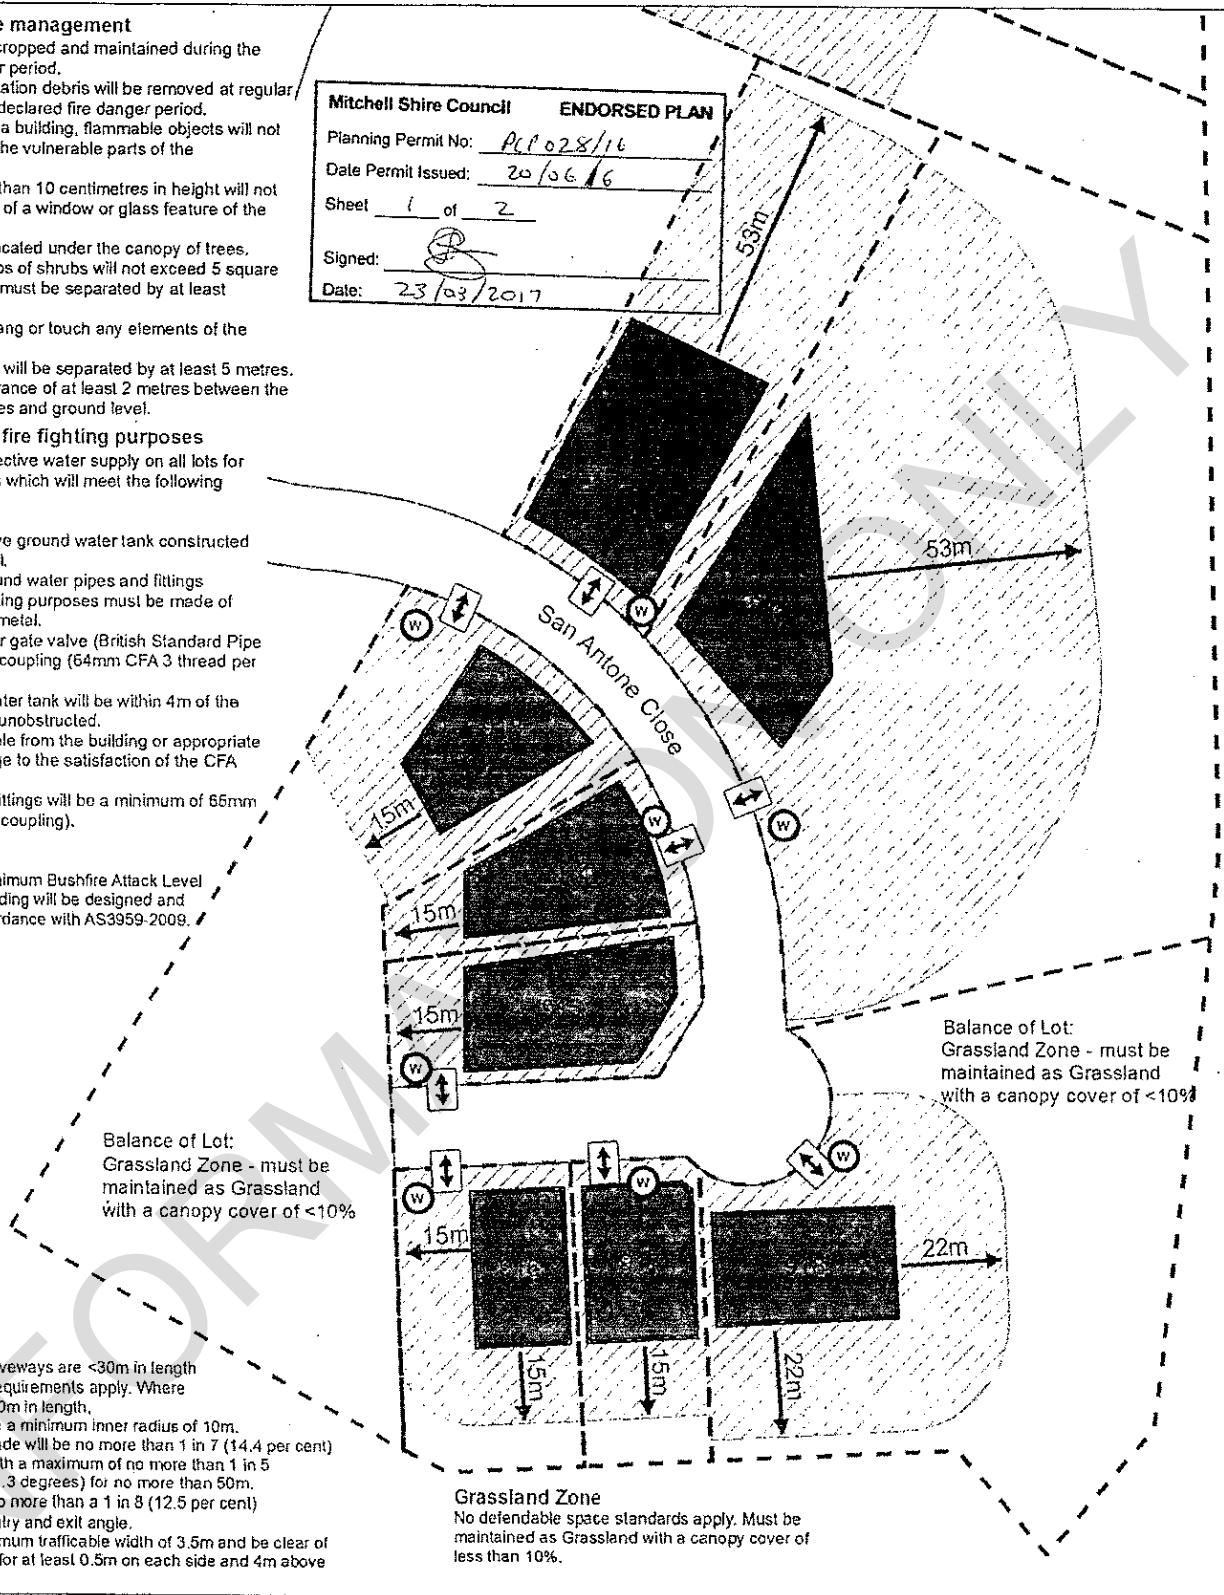 e management
cropped and maintained during the
r period.
ation debris will be removed at regular
declared fire danger period.
a building, flammable objects will not
he vulnerable parts of the
than 10 centimetres in height will not
of a window or glass feature of the
cated under the canopy of trees.
ps of shrubs will not exceed 5 square
must be separated by at least
ang or touch any elements of the
will be separated by at least 5 metres.
rance of at least 2 metres between the
es and ground level.
fire fighting purposes
ective water supply on all lots for
s which will meet the following
ve ground water tank constructed
l.
und water pipes and fittings
ting purposes must be made of
metal.
r gate valve (British Standard Pipe
coupling (64mm CFA 3 thread per
ater tank will be within 4m of the
unobstructed.
le from the building or appropriate
ge to the satisfaction of the CFA
ittings will be a minimum of 65mm
coupling).
nimum Bushfire Attack Level
ding will be designed and
rdance with AS3959-2009.
Mitchell Shire Council ENDORSED PLAN
Planning Permit No: PLP028/16
Date Permit Issued: 20/06/16
Sheet 1 of 2
Signed:
Date: 23/03/2017
53m
53m
W
W
San Antone Close
15m
W
W
15m
15m
W
Balance of Lot:
Grassland Zone - must be
maintained as Grassland
with a canopy cover of <10%
Balance of Lot:
Grassland Zone - must be
maintained as Grassland
with a canopy cover of <10%
W
W
W
15m
22m
15m
15m
22m
veways are <30m in length
equirements apply. Where
0m in length,
e a minimum inner radius of 10m.
ade will be no more than 1 in 7 (14.4 per cent)
th a maximum of no more than 1 in 5
.3 degrees) for no more than 50m.
o more than a 1 in 8 (12.5 per cent)
try and exit angle.
mum trafficable width of 3.5m and be clear of
for at least 0.5m on each side and 4m above
Grassland Zone
No defendable space standards apply. Must be
maintained as Grassland with a canopy cover of
less than 10%.
NFORMATION ONLY